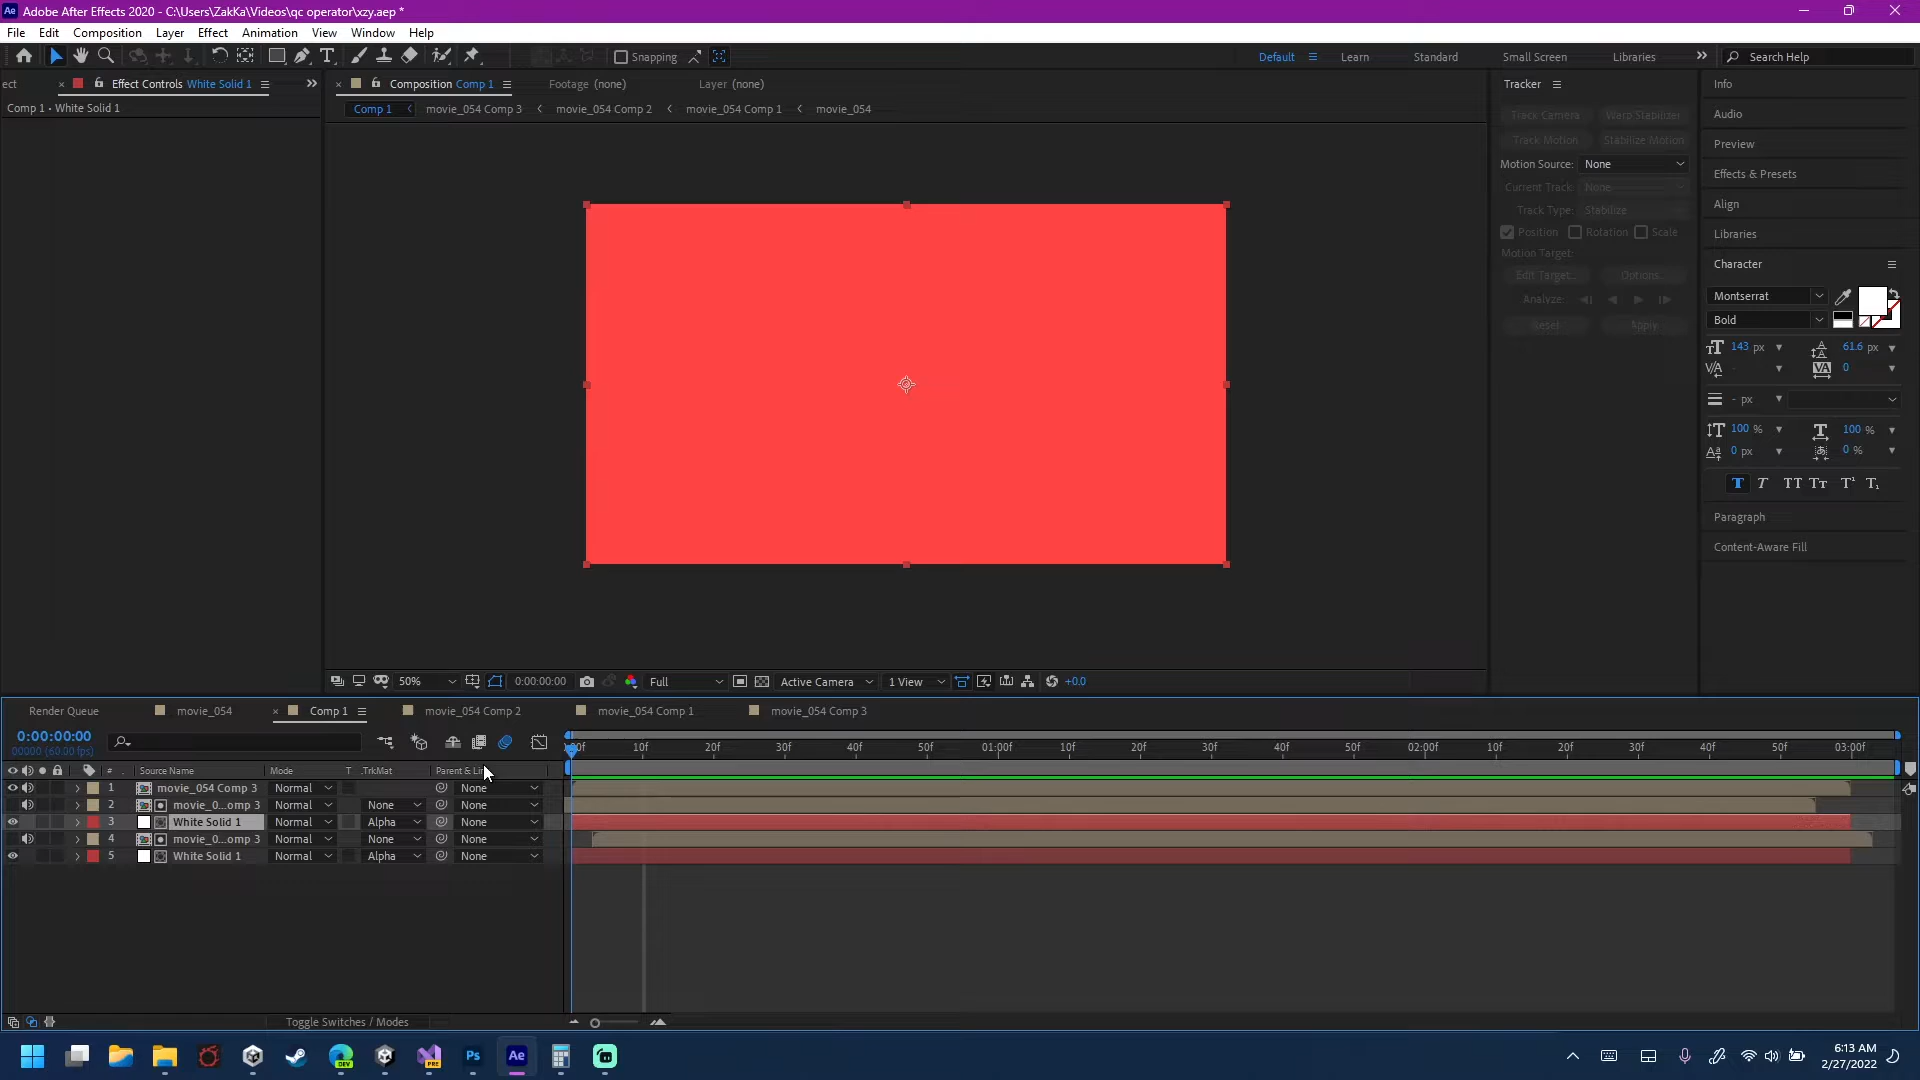 Adobe After Effects 2020 - C:\Users\ZakKa\Videos\qc operator\xzy.aep *
File Edit Composition Layer Effect Animation View Window Help
Snapping Default Learn Standard Small Screen Libraries Search Help
ect Effect Controls White Solid 1 Composition Comp 1 Footage (none) Layer (none) Tracker Info
Comp 1 • White Solid 1 Comp 1 movie_054 Comp 3 movie_054 Comp 2 movie_054 Comp 1 movie_054
Track Camera Warp Stabilizer Audio
Track Motion Stabilize Motion Preview
Motion Source: None Effects & Presets
Current Track: None
Track Type: Stabilize Align
Position Rotation Scale Libraries
Motion Target:
Character
Edit Target... Options...
Analyze: Montserrat
Reset Apply Bold
143 px 61.6 px
- 0
- px
100 % 100 %
0 px 0 %
T T TT Tт T¹ T₁
Paragraph
Content-Aware Fill
50% 0:00:00:00 Full Active Camera 1 View +0.0
Render Queue movie_054 Comp 1 movie_054 Comp 2 movie_054 Comp 1 movie_054 Comp 3
0:00:00:00
00000 (60.00 fps)
:00f 10f 20f 30f 40f 50f 01:00f 10f 20f 30f 40f 50f 02:00f 10f 20f 30f 40f 50f 03:00f
# Source Name Mode T .TrkMat Parent & Lin
1 movie_054 Comp 3 Normal None
2 movie_0...omp 3 Normal None None
3 White Solid 1 Normal Alpha None
4 movie_0...omp 3 Normal None None
5 White Solid 1 Normal Alpha None
Toggle Switches / Modes
DEV PRE Ps Ae
6:13 AM
2/27/2022